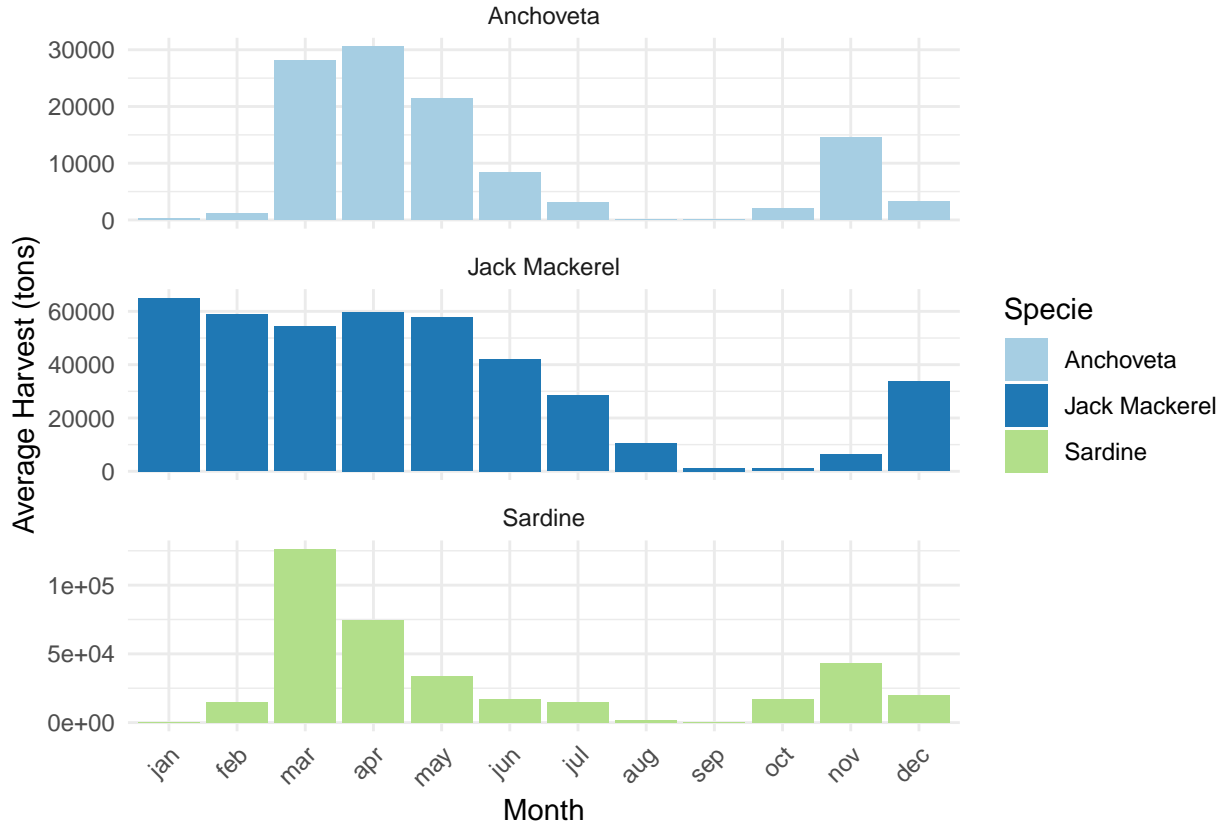 Anchoveta
30000
20000
10000
0
Jack Mackerel
60000
40000
20000
0
Sardine
1e+05
5e+04
0e+00
jan feb mar apr may jun jul aug sep oct nov dec
Month
Average Harvest (tons)
Specie
Anchoveta
Jack Mackerel
Sardine